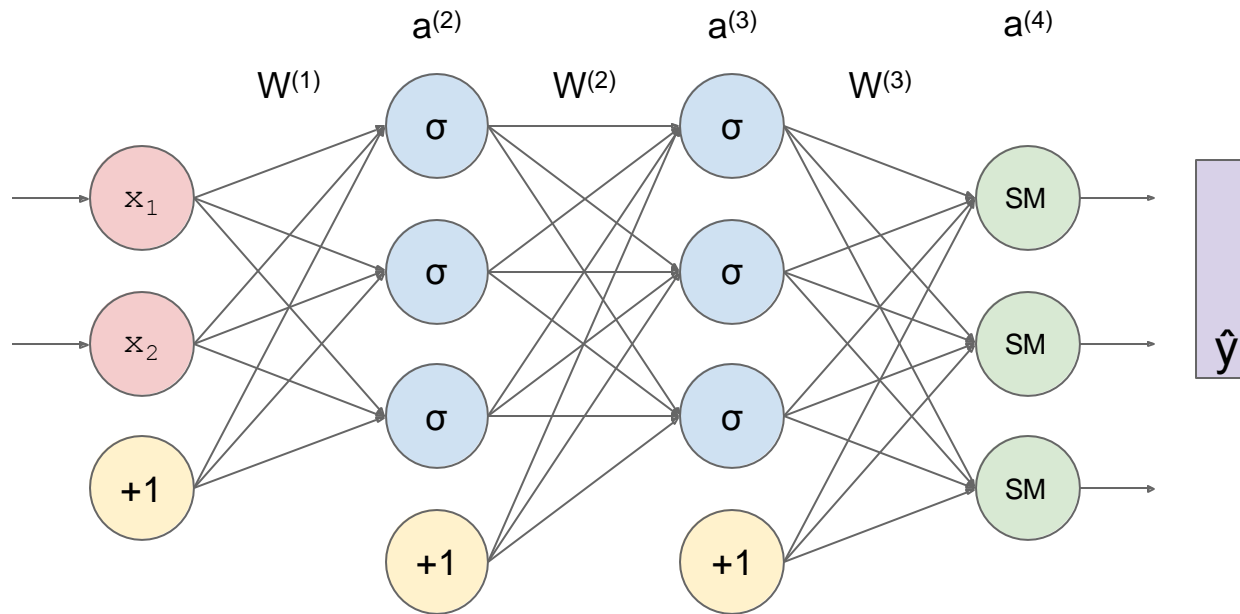 a⁽²⁾ a⁽³⁾ a⁽⁴⁾
W⁽¹⁾ W⁽²⁾ W⁽³⁾
σ σ
x₁ SM
σ σ
x₂ SM ŷ
σ σ
+1 SM
+1 +1